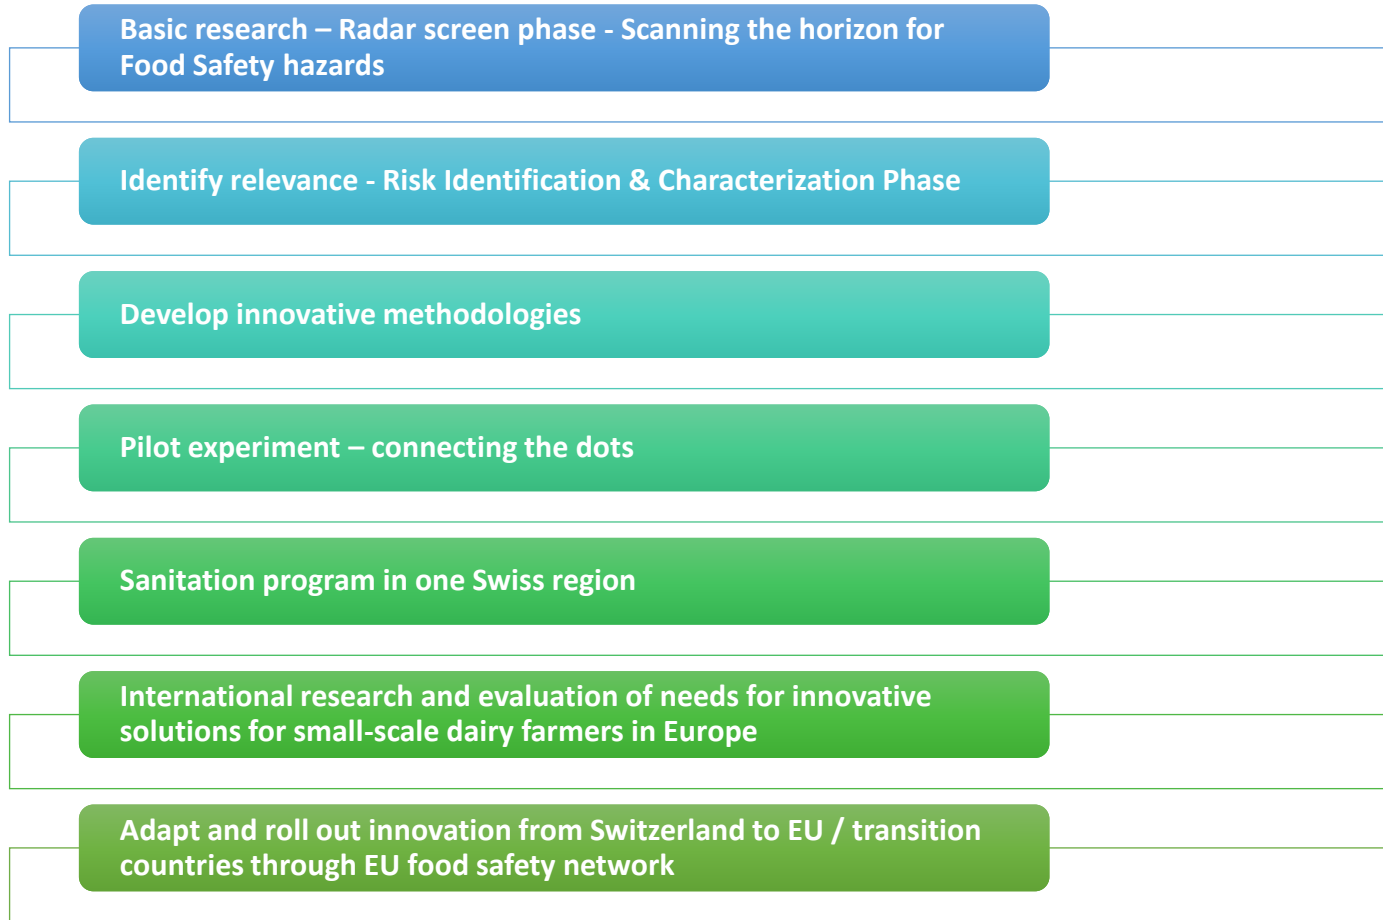 Basic research – Radar screen phase - Scanning the horizon for
Food Safety hazards
Identify relevance - Risk Identification & Characterization Phase
Develop innovative methodologies
Pilot experiment – connecting the dots
Sanitation program in one Swiss region
International research and evaluation of needs for innovative
solutions for small-scale dairy farmers in Europe
Adapt and roll out innovation from Switzerland to EU / transition
countries through EU food safety network